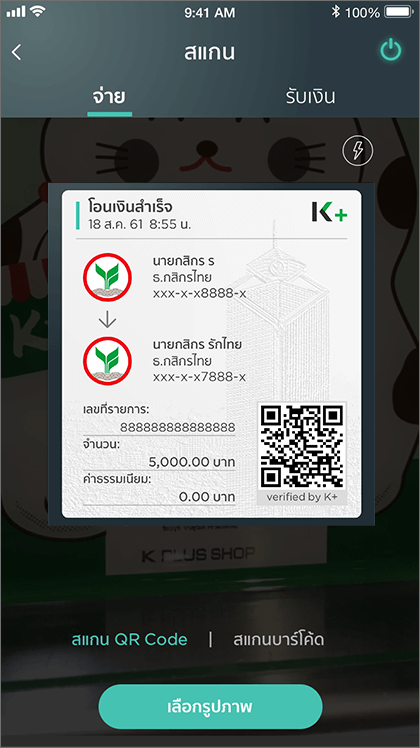 9:41 AM
100%
สแกน
จ่าย
รับเงิน
โอนเงินสำเร็จ
18 ส.ค. 61 8:55 น.
K+
นายกสิกร ร
ธ.กสิกรไทย
xxx-x-x8888-x
นายกสิกร รักไทย
ธ.กสิกรไทย
xxx-x-x7888-x
เลขที่รายการ:
888888888888888
จำนวน:
5,000.00 บาท
ค่าธรรมเนียม:
0.00 บาท
verified by K+
K PLUS SHOP
สแกน QR Code | สแกนบาร์โค้ด
เลือกรูปภาพ